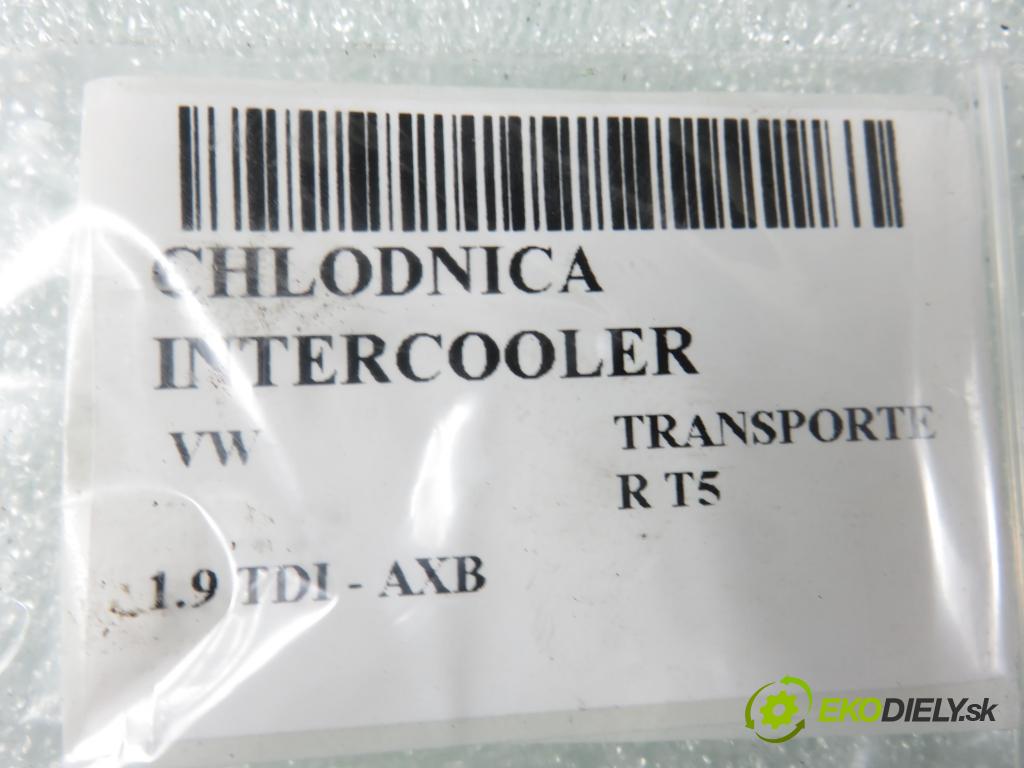 CHLODNICA
INTERCOOLER
VW TRANSPORTE
R T5
1.9 TDI - AXB
EKODIELY.sk